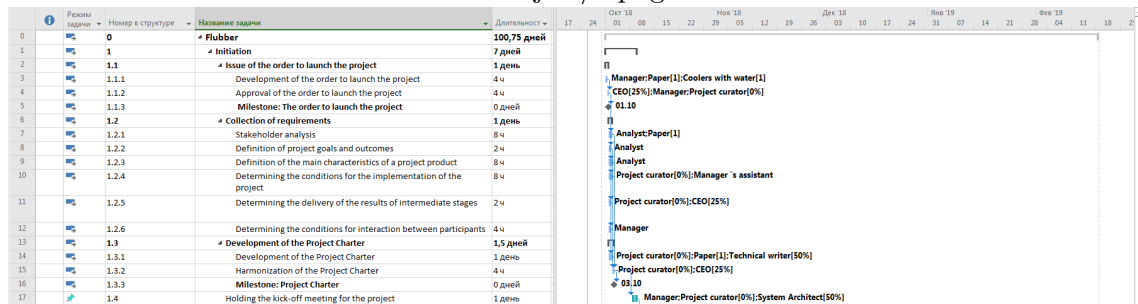 Режим задачи Номер в структуре Название задачи Длительность 17 24 Окт '18 01 08 15 22 Ноя '18 29 05 12 19 Дек '18 26 03 10 17 24 Янв '19 31 07 14 21 Фев '19 28 04 11 18
0 0 Flubber 100,75 дней
1 1 Initiation 7 дней
2 1.1 Issue of the order to launch the project 1 день
3 1.1.1 Development of the order to launch the project 4 ч Manager;Paper[1];Coolers with water[1]
4 1.1.2 Approval of the order to launch the project 4 ч CEO[25%];Manager;Project curator[0%]
5 1.1.3 Milestone: The order to launch the project 0 дней 01.10
6 1.2 Collection of requirements 1 день
7 1.2.1 Stakeholder analysis 8 ч Analyst;Paper[1]
8 1.2.2 Definition of project goals and outcomes 2 ч Analyst
9 1.2.3 Definition of the main characteristics of a project product 8 ч Analyst
10 1.2.4 Determining the conditions for the implementation of the project 8 ч Project curator[0%];Manager `s assistant
11 1.2.5 Determining the delivery of the results of intermediate stages 2 ч Project curator[0%];CEO[25%]
12 1.2.6 Determining the conditions for interaction between participants 4 ч Manager
13 1.3 Development of the Project Charter 1,5 дней
14 1.3.1 Development of the Project Charter 1 день Project curator[0%];Paper[1];Technical writer[50%]
15 1.3.2 Harmonization of the Project Charter 4 ч Project curator[0%];CEO[25%]
16 1.3.3 Milestone: Project Charter 0 дней 03.10
17 1.4 Holding the kick-off meeting for the project 1 день Manager;Project curator[0%];System Architect[50%]